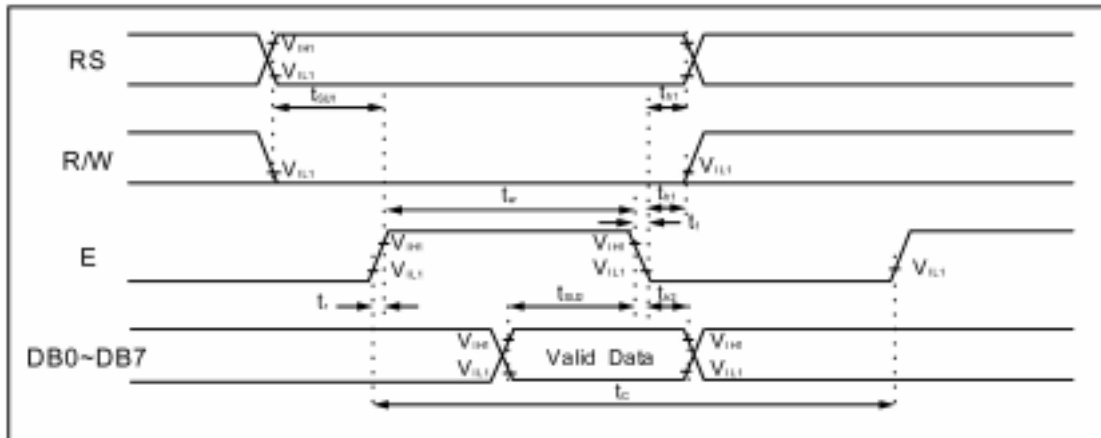 RS
VIH1
VIL1
tSU1
th1
R/W
VIL1
VIL1
tw
th1
tf
E
VIH1
VIL1
VIH1
VIL1
VIL1
tr
tSU2
th2
DB0~DB7
VIH1
VIL1
Valid Data
VIH1
VIL1
tC